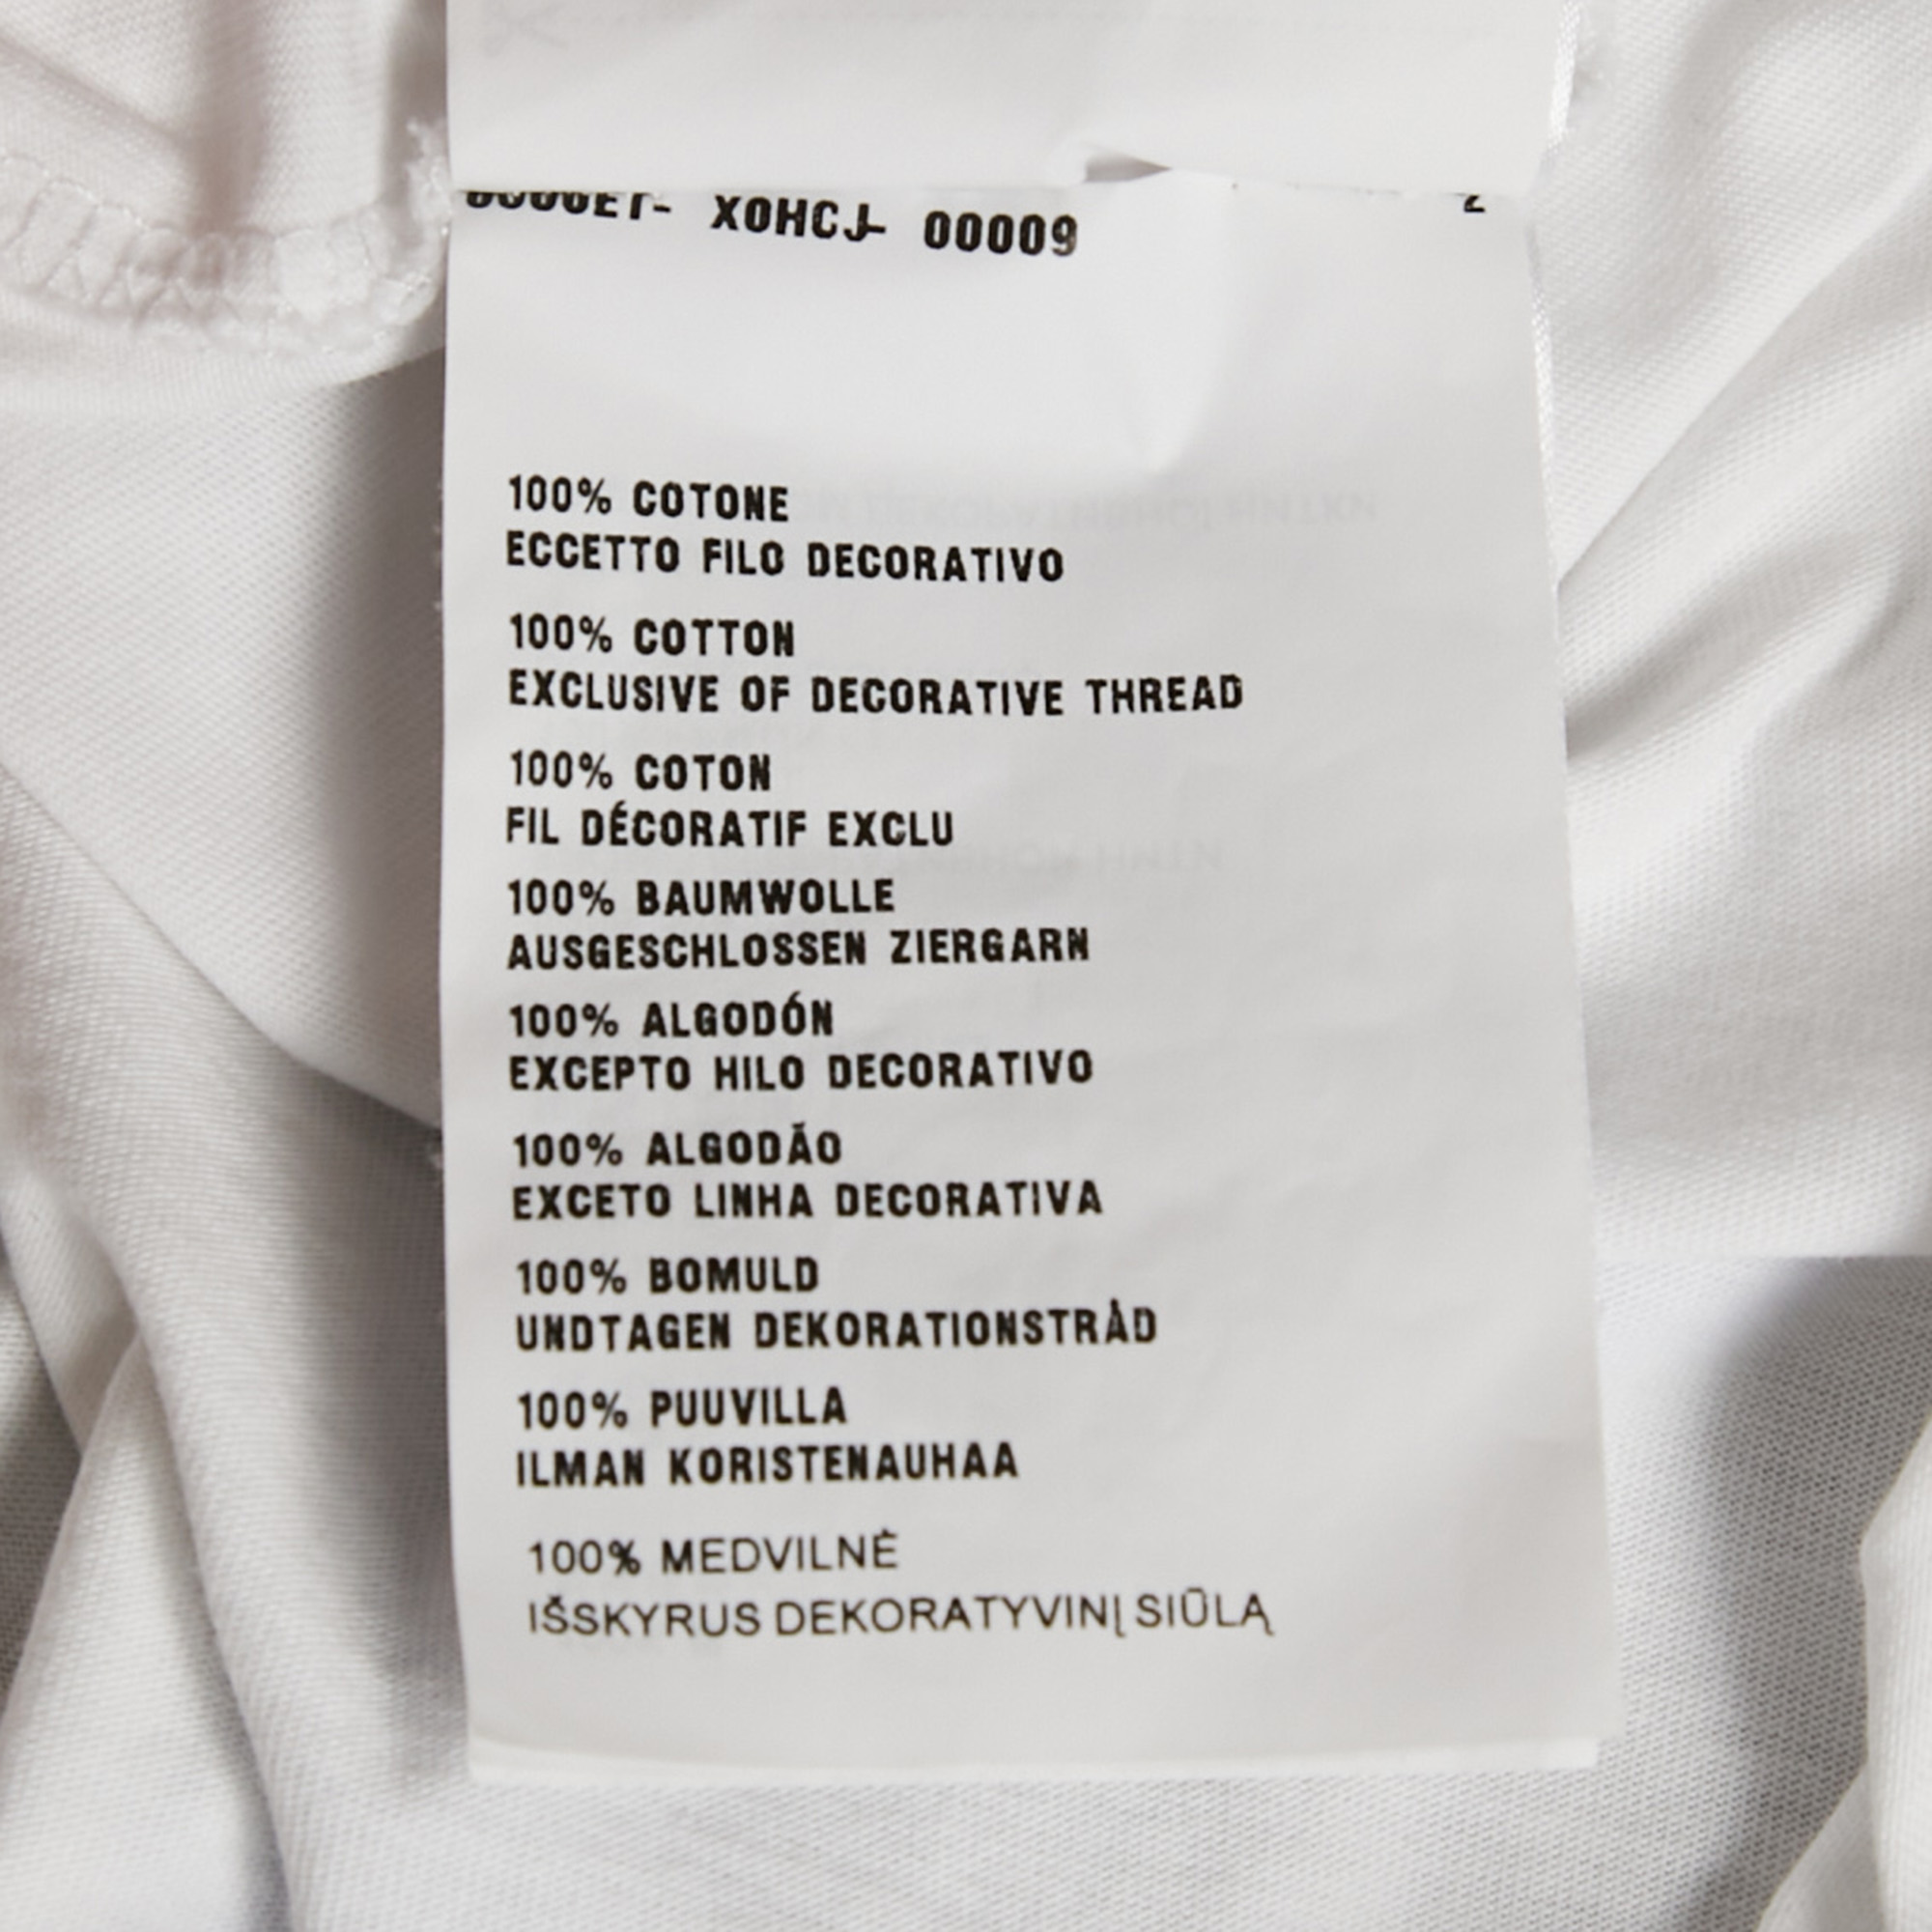 XOHCJ- 00009
100% COTONE
ECCETTO FILO DECORATIVO
100% COTTON
EXCLUSIVE OF DECORATIVE THREAD
100% COTON
FIL DÉCORATIF EXCLU
100% BAUMWOLLE
AUSGESCHLOSSEN ZIERGARN
100% ALGODÓN
EXCEPTO HILO DECORATIVO
100% ALGODÃO
EXCETO LINHA DECORATIVA
100% BOMULD
UNDTAGEN DEKORATIONSTRÅD
100% PUUVILLA
ILMAN KORISTENAUHAA
100% MEDVILNĖ
IŠSKYRUS DEKORATYVINĮ SIŪLĄ